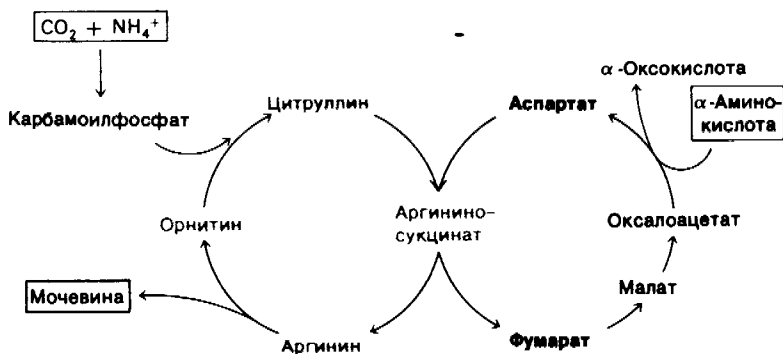 CO₂ + NH₄⁺
α-Оксокислота
Цитруллин
Аспартат
α-Амино-
кислота
Карбамоилфосфат
Орнитин
Аргинино-
сукцинат
Оксалоацетат
Мочевина
Малат
Аргинин
Фумарат